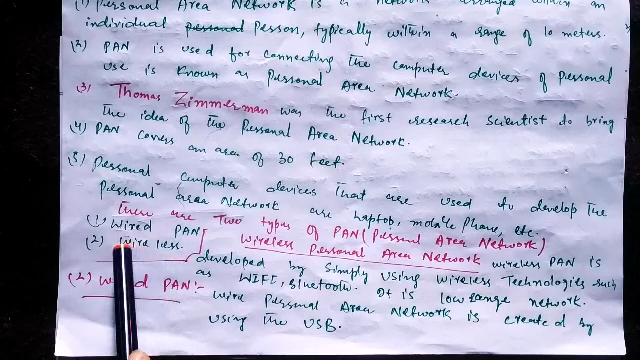 (1) Personal Area Network is a network arranged within an
individual Person, typically within a range of 10 meters.
(2) PAN is used for connecting the computer devices of personal
use is known as Personal Area Network.
(3) Thomas Zimmerman was the first research scientist to bring
the idea of the Personal Area Network.
(4) PAN covers an area of 30 feet.
(5) Personal computer devices that are used to develop the
personal area network are laptop, mobile phone, etc.
There are Two types of PAN (Personal Area Network)
(1) Wired PAN
(2) Wireless.
Wireless Personal Area Network wireless PAN is
developed by simply using wireless Technologies such
as WIFI, Bluetooth. It is low range network.
(2) Wired PAN :-
Wire Personal Area Network is created by
using the USB.